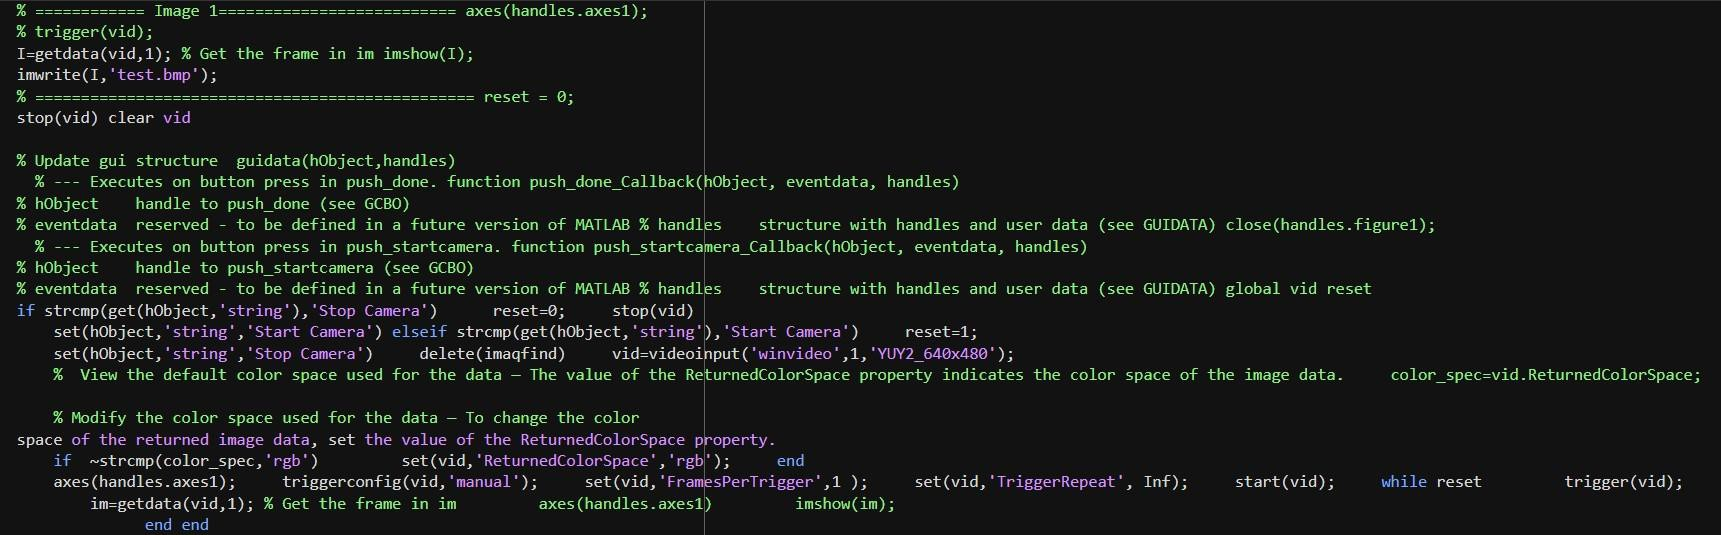 % ============ Image 1========================== axes(handles.axes1);
% trigger(vid);
I=getdata(vid,1); % Get the frame in im imshow(I);
imwrite(I,'test.bmp');
% ================================================ reset = 0;
stop(vid) clear vid
% Update gui structure  guidata(hObject,handles)
  % --- Executes on button press in push_done. function push_done_Callback(hObject, eventdata, handles)
% hObject    handle to push_done (see GCBO)
% eventdata  reserved - to be defined in a future version of MATLAB % handles    structure with handles and user data (see GUIDATA) close(handles.figure1);
  % --- Executes on button press in push_startcamera. function push_startcamera_Callback(hObject, eventdata, handles)
% hObject    handle to push_startcamera (see GCBO)
% eventdata  reserved - to be defined in a future version of MATLAB % handles    structure with handles and user data (see GUIDATA) global vid reset
if strcmp(get(hObject,'string'),'Stop Camera')      reset=0;     stop(vid)
    set(hObject,'string','Start Camera') elseif strcmp(get(hObject,'string'),'Start Camera')     reset=1;
    set(hObject,'string','Stop Camera')     delete(imaqfind)     vid=videoinput('winvideo',1,'YUY2_640x480');
    %  View the default color space used for the data — The value of the ReturnedColorSpace property indicates the color space of the image data.     color_spec=vid.ReturnedColorSpace;
    % Modify the color space used for the data — To change the color
space of the returned image data, set the value of the ReturnedColorSpace property.
    if  ~strcmp(color_spec,'rgb')         set(vid,'ReturnedColorSpace','rgb');     end
    axes(handles.axes1);     triggerconfig(vid,'manual');     set(vid,'FramesPerTrigger',1 );     set(vid,'TriggerRepeat', Inf);     start(vid);     while reset         trigger(vid);
        im=getdata(vid,1); % Get the frame in im         axes(handles.axes1)         imshow(im);
              end end